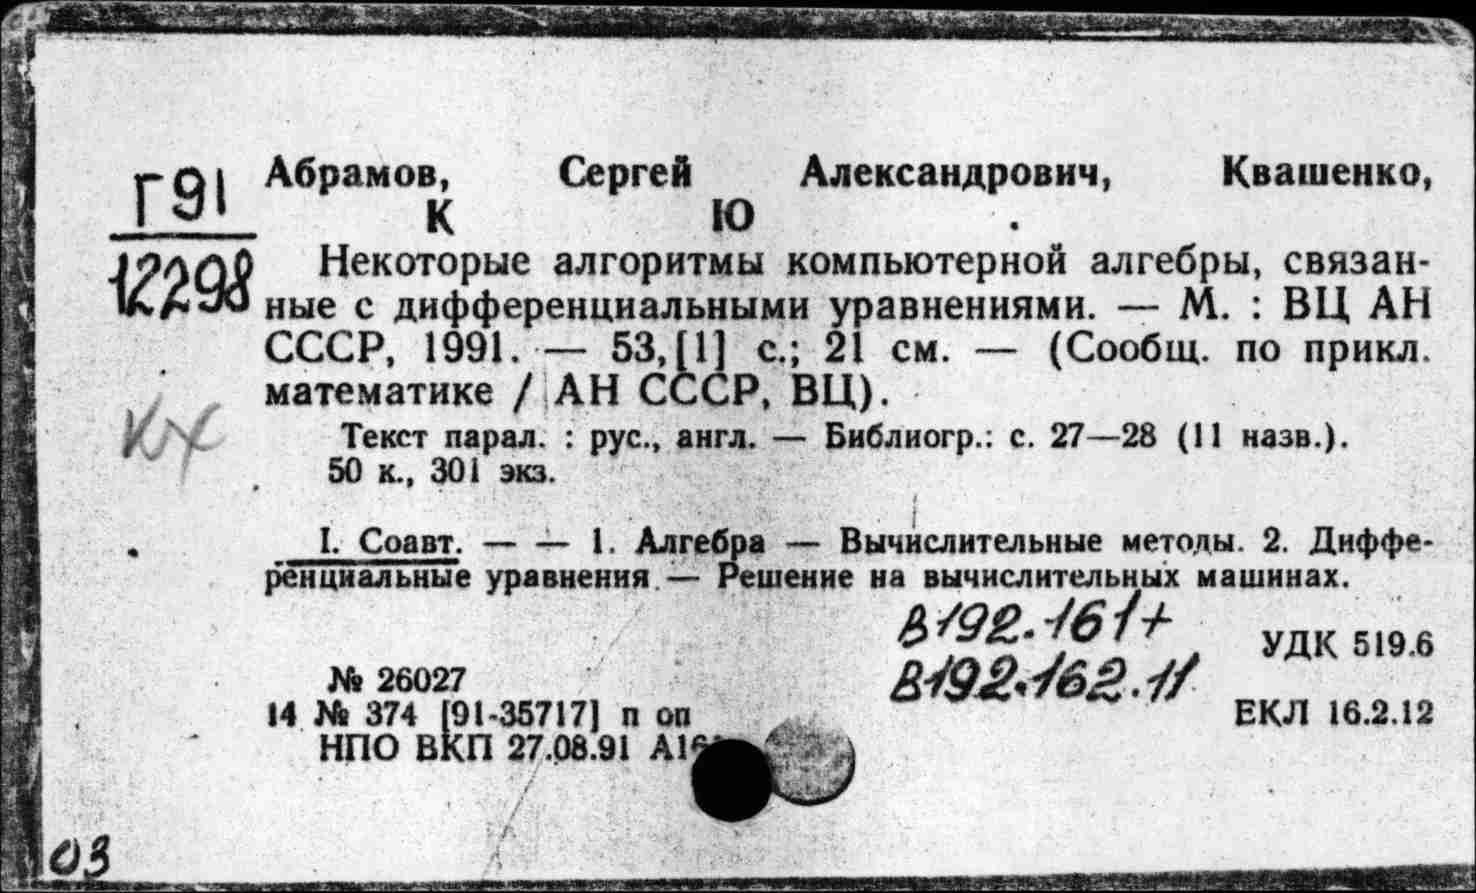 Г91
12298
кх
Абрамов, Сергей Александрович, Квашенко,
К Ю .
Некоторые алгоритмы компьютерной алгебры, связан-
ные с дифференциальными уравнениями. — М. : ВЦ АН
СССР, 1991. — 53,[1] с.; 21 см. — (Сообщ. по прикл.
математике / АН СССР, ВЦ).
Текст парал. : рус., англ. — Библиогр.: с. 27—28 (11 назв.).
50 к., 301 экз.
I. Соавт. — — 1. Алгебра — Вычислительные методы. 2. Диффе-
ренциальные уравнения. — Решение на вычислительных машинах.
В192.161+
В192.162.11
УДК 519.6
№ 26027
14 № 374 [91-35717] п оп
ЕКЛ 16.2.12
НПО ВКП 27.08.91
03